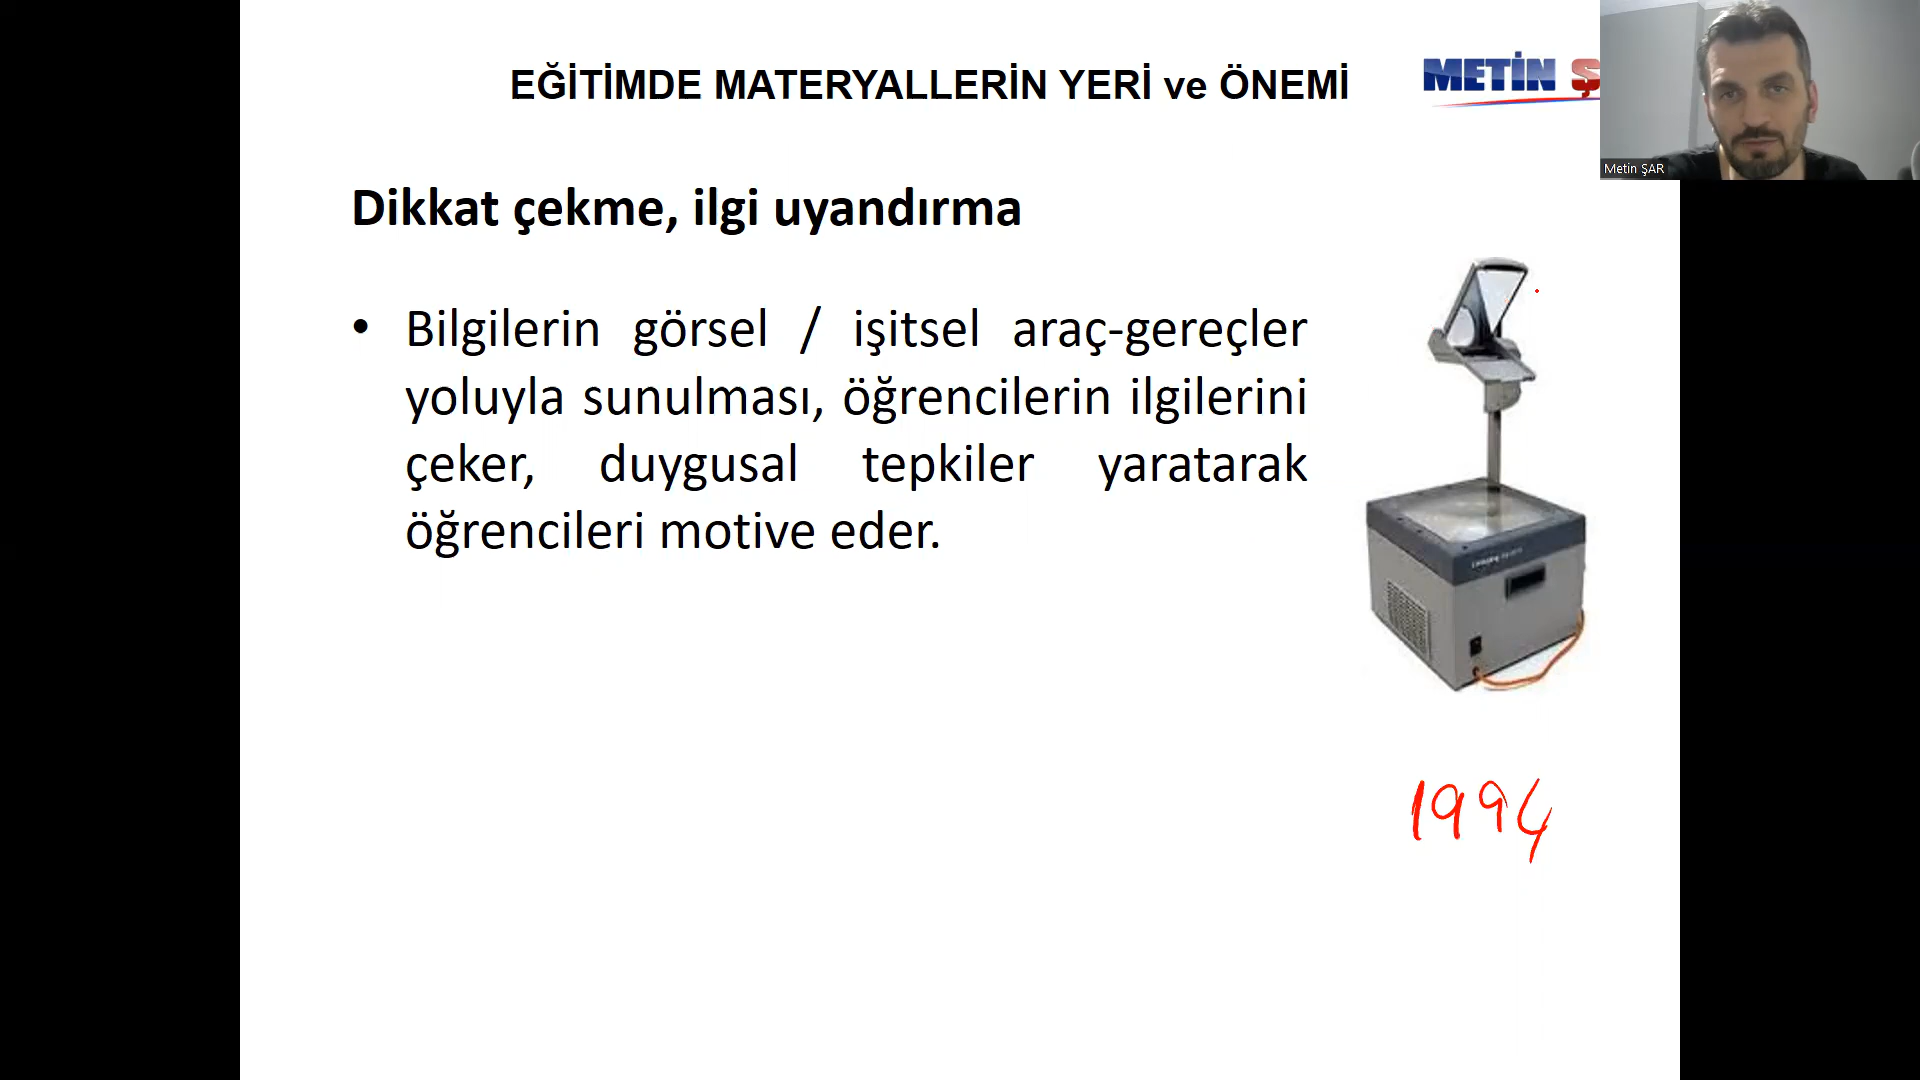 EĞİTİMDE MATERYALLERİN YERİ ve ÖNEMİ
METİN Ş
Metin ŞAR
Dikkat çekme, ilgi uyandırma
• Bilgilerin görsel / işitsel araç-gereçler
yoluyla sunulması, öğrencilerin ilgilerini
çeker, duygusal tepkiler yaratarak
öğrencileri motive eder.
1994